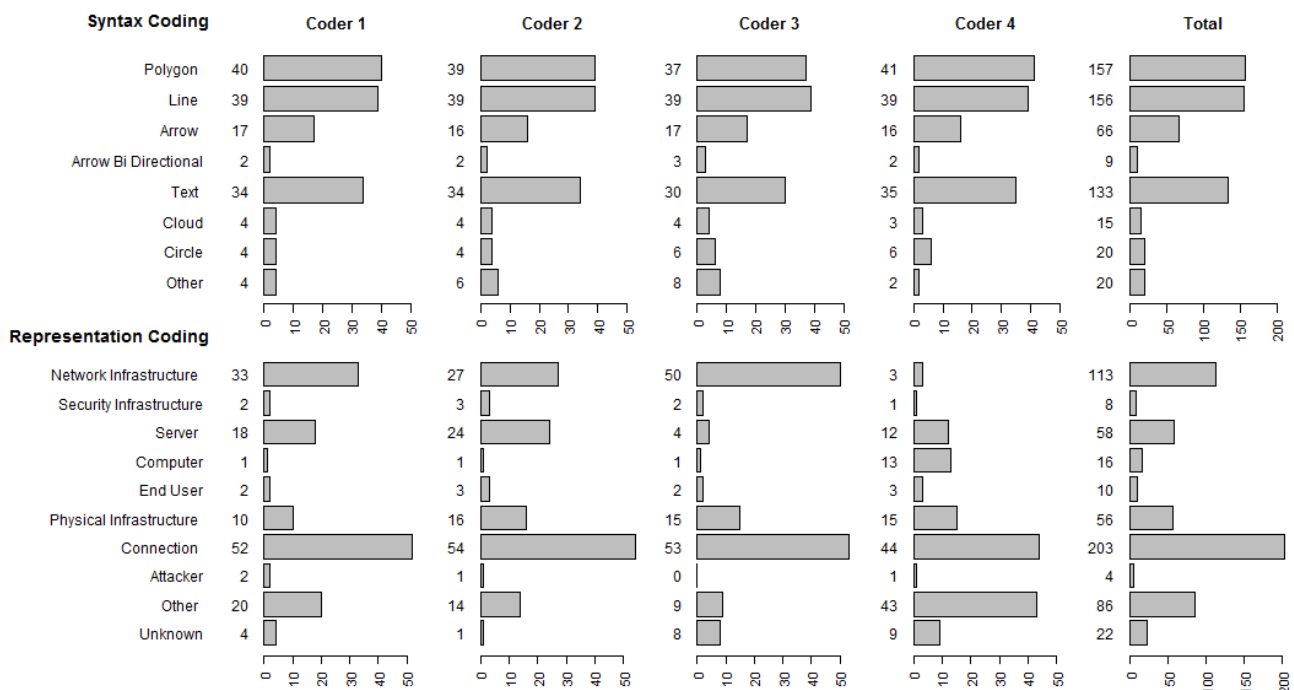 Syntax Coding Coder 1 Coder 2 Coder 3 Coder 4 Total
Polygon 40 39 37 41 157
Line 39 39 39 39 156
Arrow 17 16 17 16 66
Arrow Bi Directional 2 2 3 2 9
Text 34 34 30 35 133
Cloud 4 4 4 3 15
Circle 4 4 6 6 20
Other 4 6 8 2 20
0 10 20 30 40 50 0 10 20 30 40 50 0 10 20 30 40 50 0 10 20 30 40 50 0 50 100 150 200
Representation Coding
Network Infrastructure 33 27 50 3 113
Security Infrastructure 2 3 2 1 8
Server 18 24 4 12 58
Computer 1 1 1 13 16
End User 2 3 2 3 10
Physical Infrastructure 10 16 15 15 56
Connection 52 54 53 44 203
Attacker 2 1 0 1 4
Other 20 14 9 43 86
Unknown 4 1 8 9 22
0 10 20 30 40 50 0 10 20 30 40 50 0 10 20 30 40 50 0 10 20 30 40 50 0 50 100 150 200